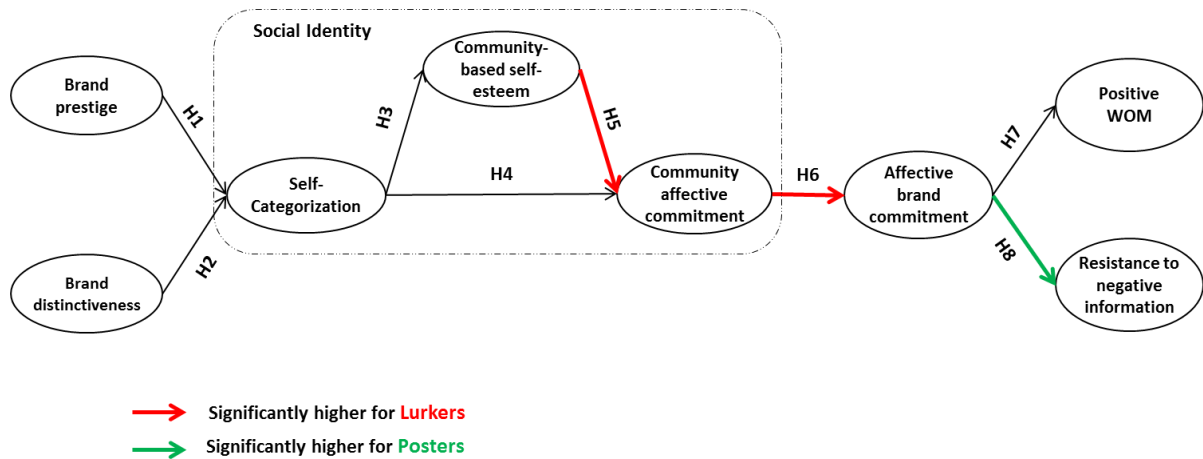 Social Identity
Brand
prestige
H1
Community-
based self-
esteem
H3
H5
Positive
WOM
H7
Self-
Categorization
H4
Community
affective
commitment
H6
Affective
brand
commitment
H2
Brand
distinctiveness
H8
Resistance to
negative
information
Significantly higher for Lurkers
Significantly higher for Posters